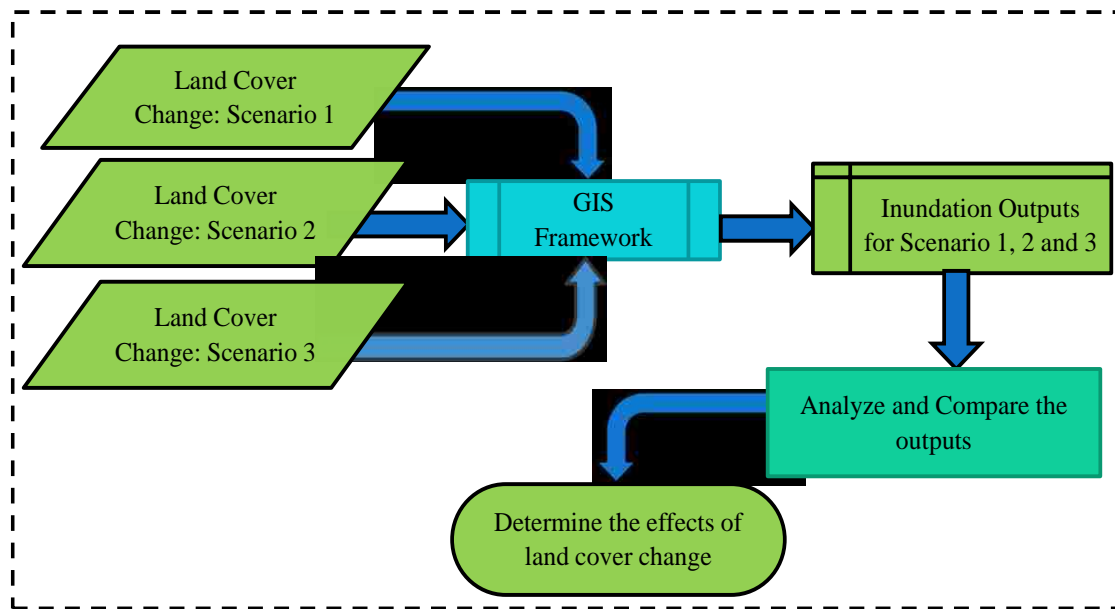 Land Cover
Change: Scenario 1
Land Cover
Change: Scenario 2
Land Cover
Change: Scenario 3
GIS
Framework
Inundation Outputs
for Scenario 1, 2 and 3
Analyze and Compare the
outputs
Determine the effects of
land cover change